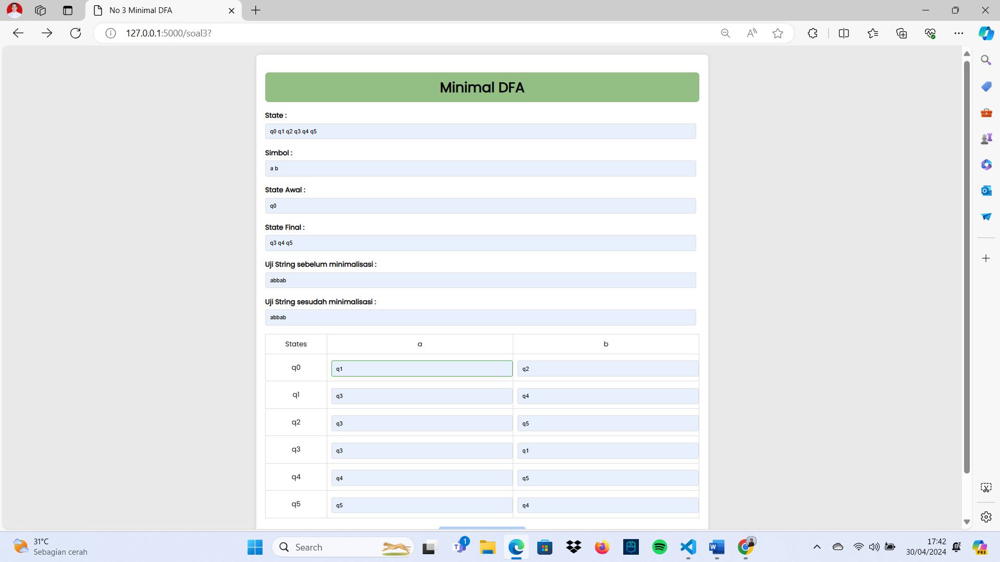 No 3 Minimal DFA
127.0.0.1:5000/soal3?
Minimal DFA
State :
q0 q1 q2 q3 q4 q5
Simbol :
a b
State Awal :
q0
State Final :
q3 q4 q5
Uji String sebelum minimalisasi :
abbab
Uji String sesudah minimalisasi :
abbab
States a b
q0 q1 q2
q1 q3 q4
q2 q3 q5
q3 q3 q1
q4 q4 q5
q5 q5 q4
31°C
Sebagian cerah
Search
1
17:42
30/04/2024
PRE